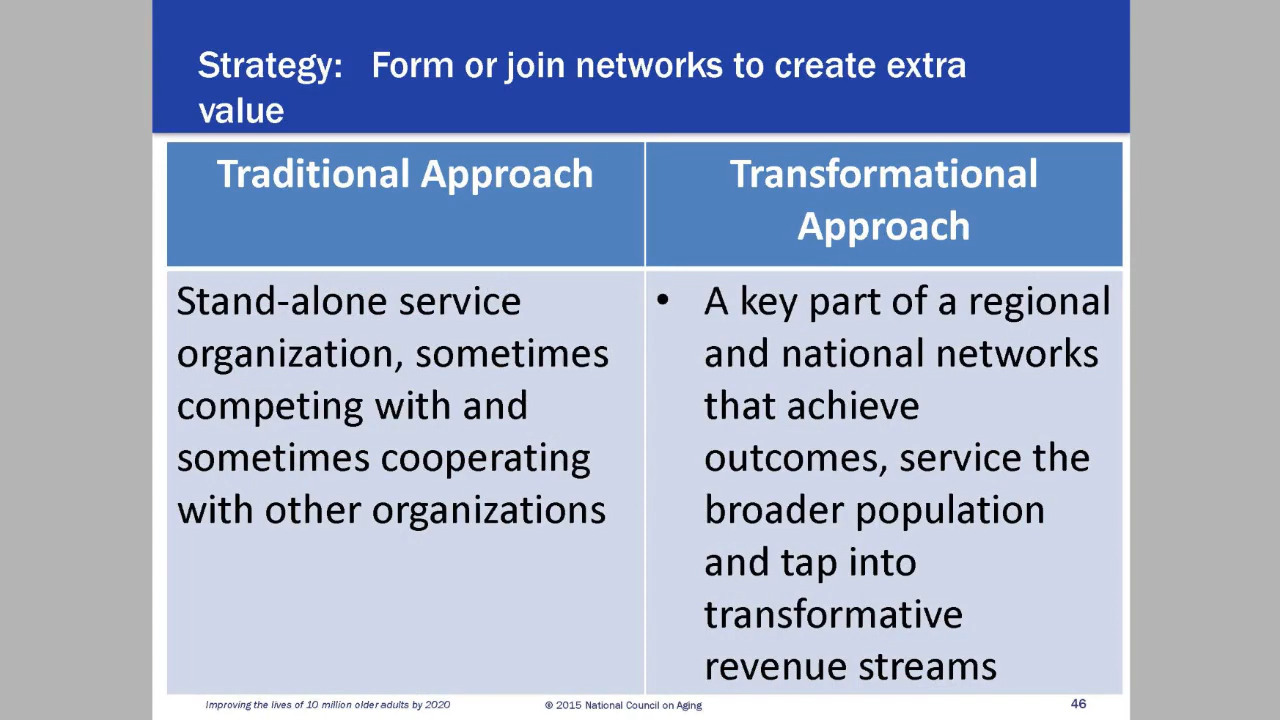 Strategy: Form or join networks to create extra
value
Traditional Approach
Transformational
Approach
Stand-alone service
organization, sometimes
competing with and
sometimes cooperating
with other organizations
• A key part of a regional
and national networks
that achieve
outcomes, service the
broader population
and tap into
transformative
revenue streams
Improving the lives of 10 million older adults by 2020
© 2015 National Council on Aging
46